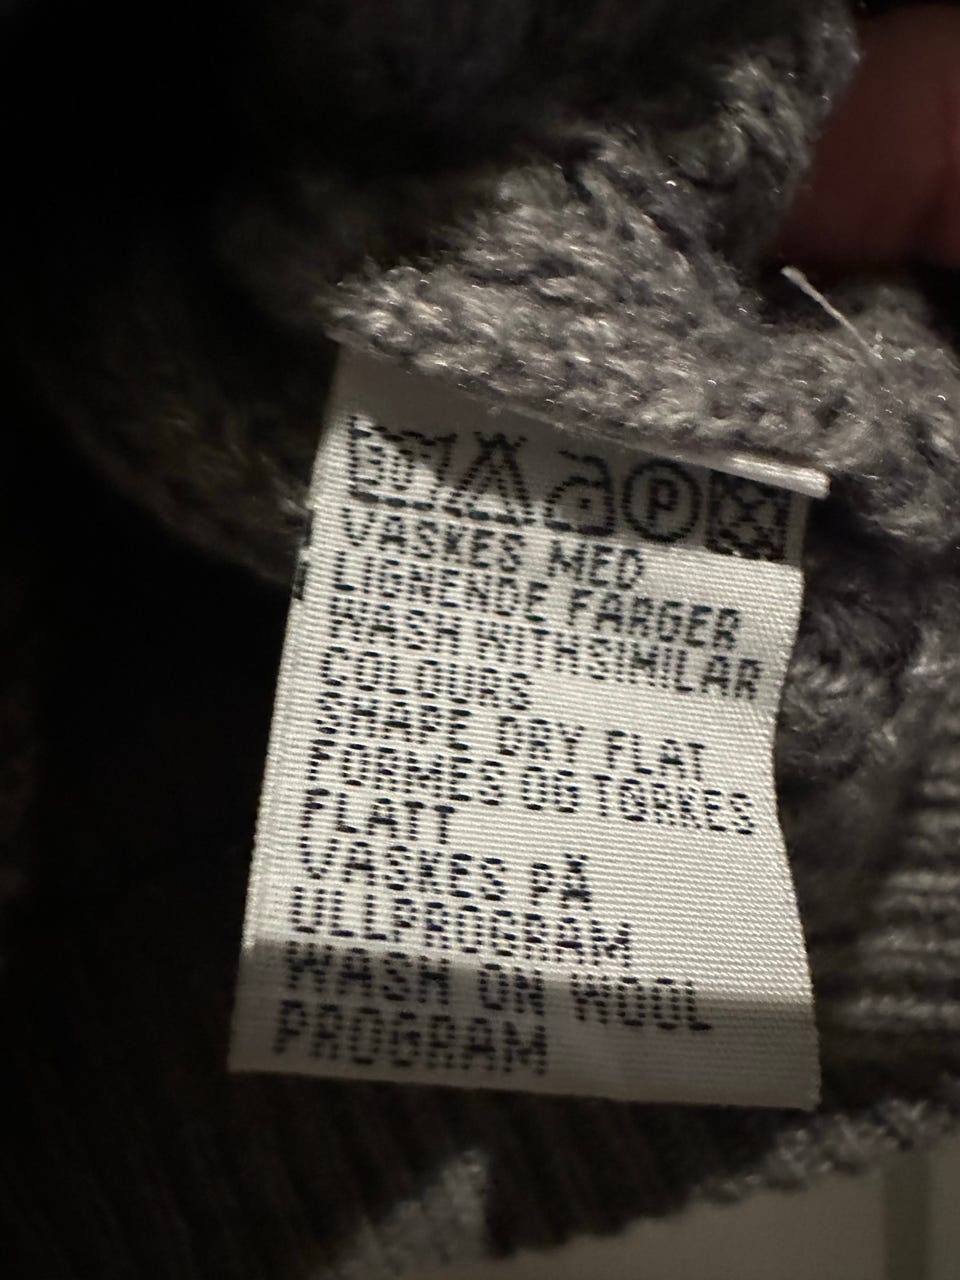 P
VASKES MED
LIGNENDE FARGER
WASH WITH SIMILAR
COLOURS
SHAPE DRY FLAT
FORMES OG TØRKES
FLATT
VASKES PÅ
ULLPROGRAM
WASH ON WOOL
PROGRAM